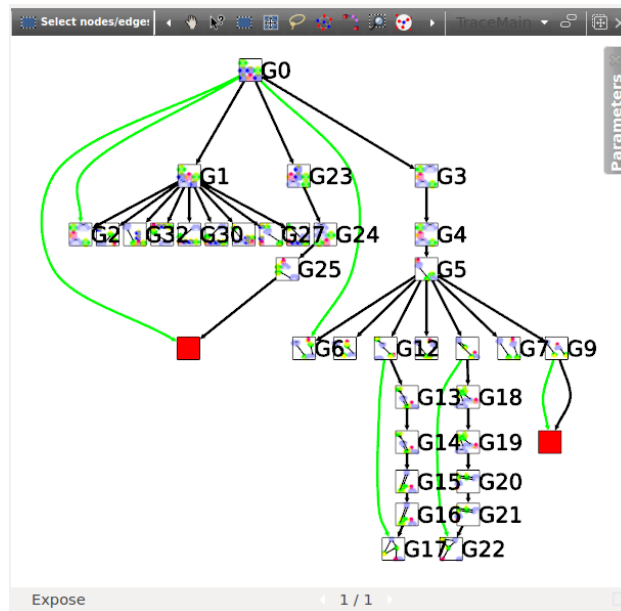 Select nodes/edges
TraceMain
Parameters
G0
G1
G23
G3
G2
G32
G30
G27
G24
G4
G25
G5
G6
G12
G7
G9
G13
G18
G14
G19
G15
G20
G16
G21
G17
G22
Expose
1 / 1